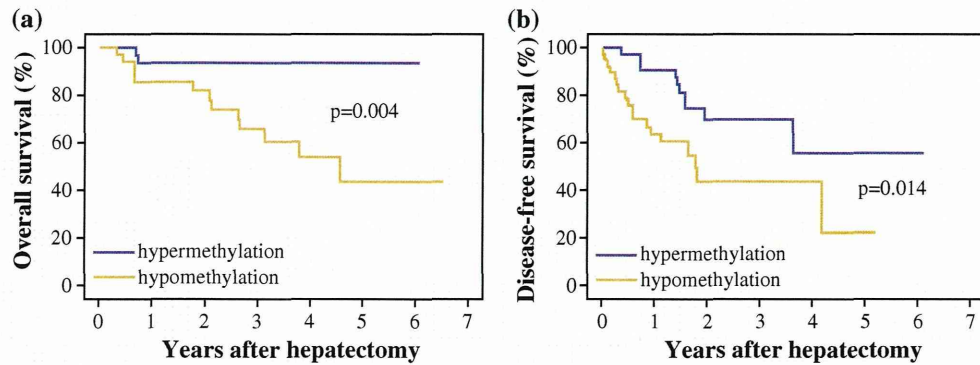 (a)
Overall survival (%)
100
80
60
40
20
0
p=0.004
hypermethylation
hypomethylation
0 1 2 3 4 5 6 7
Years after hepatectomy
(b)
Disease-free survival (%)
100
80
60
40
20
0
p=0.014
hypermethylation
hypomethylation
0 1 2 3 4 5 6 7
Years after hepatectomy